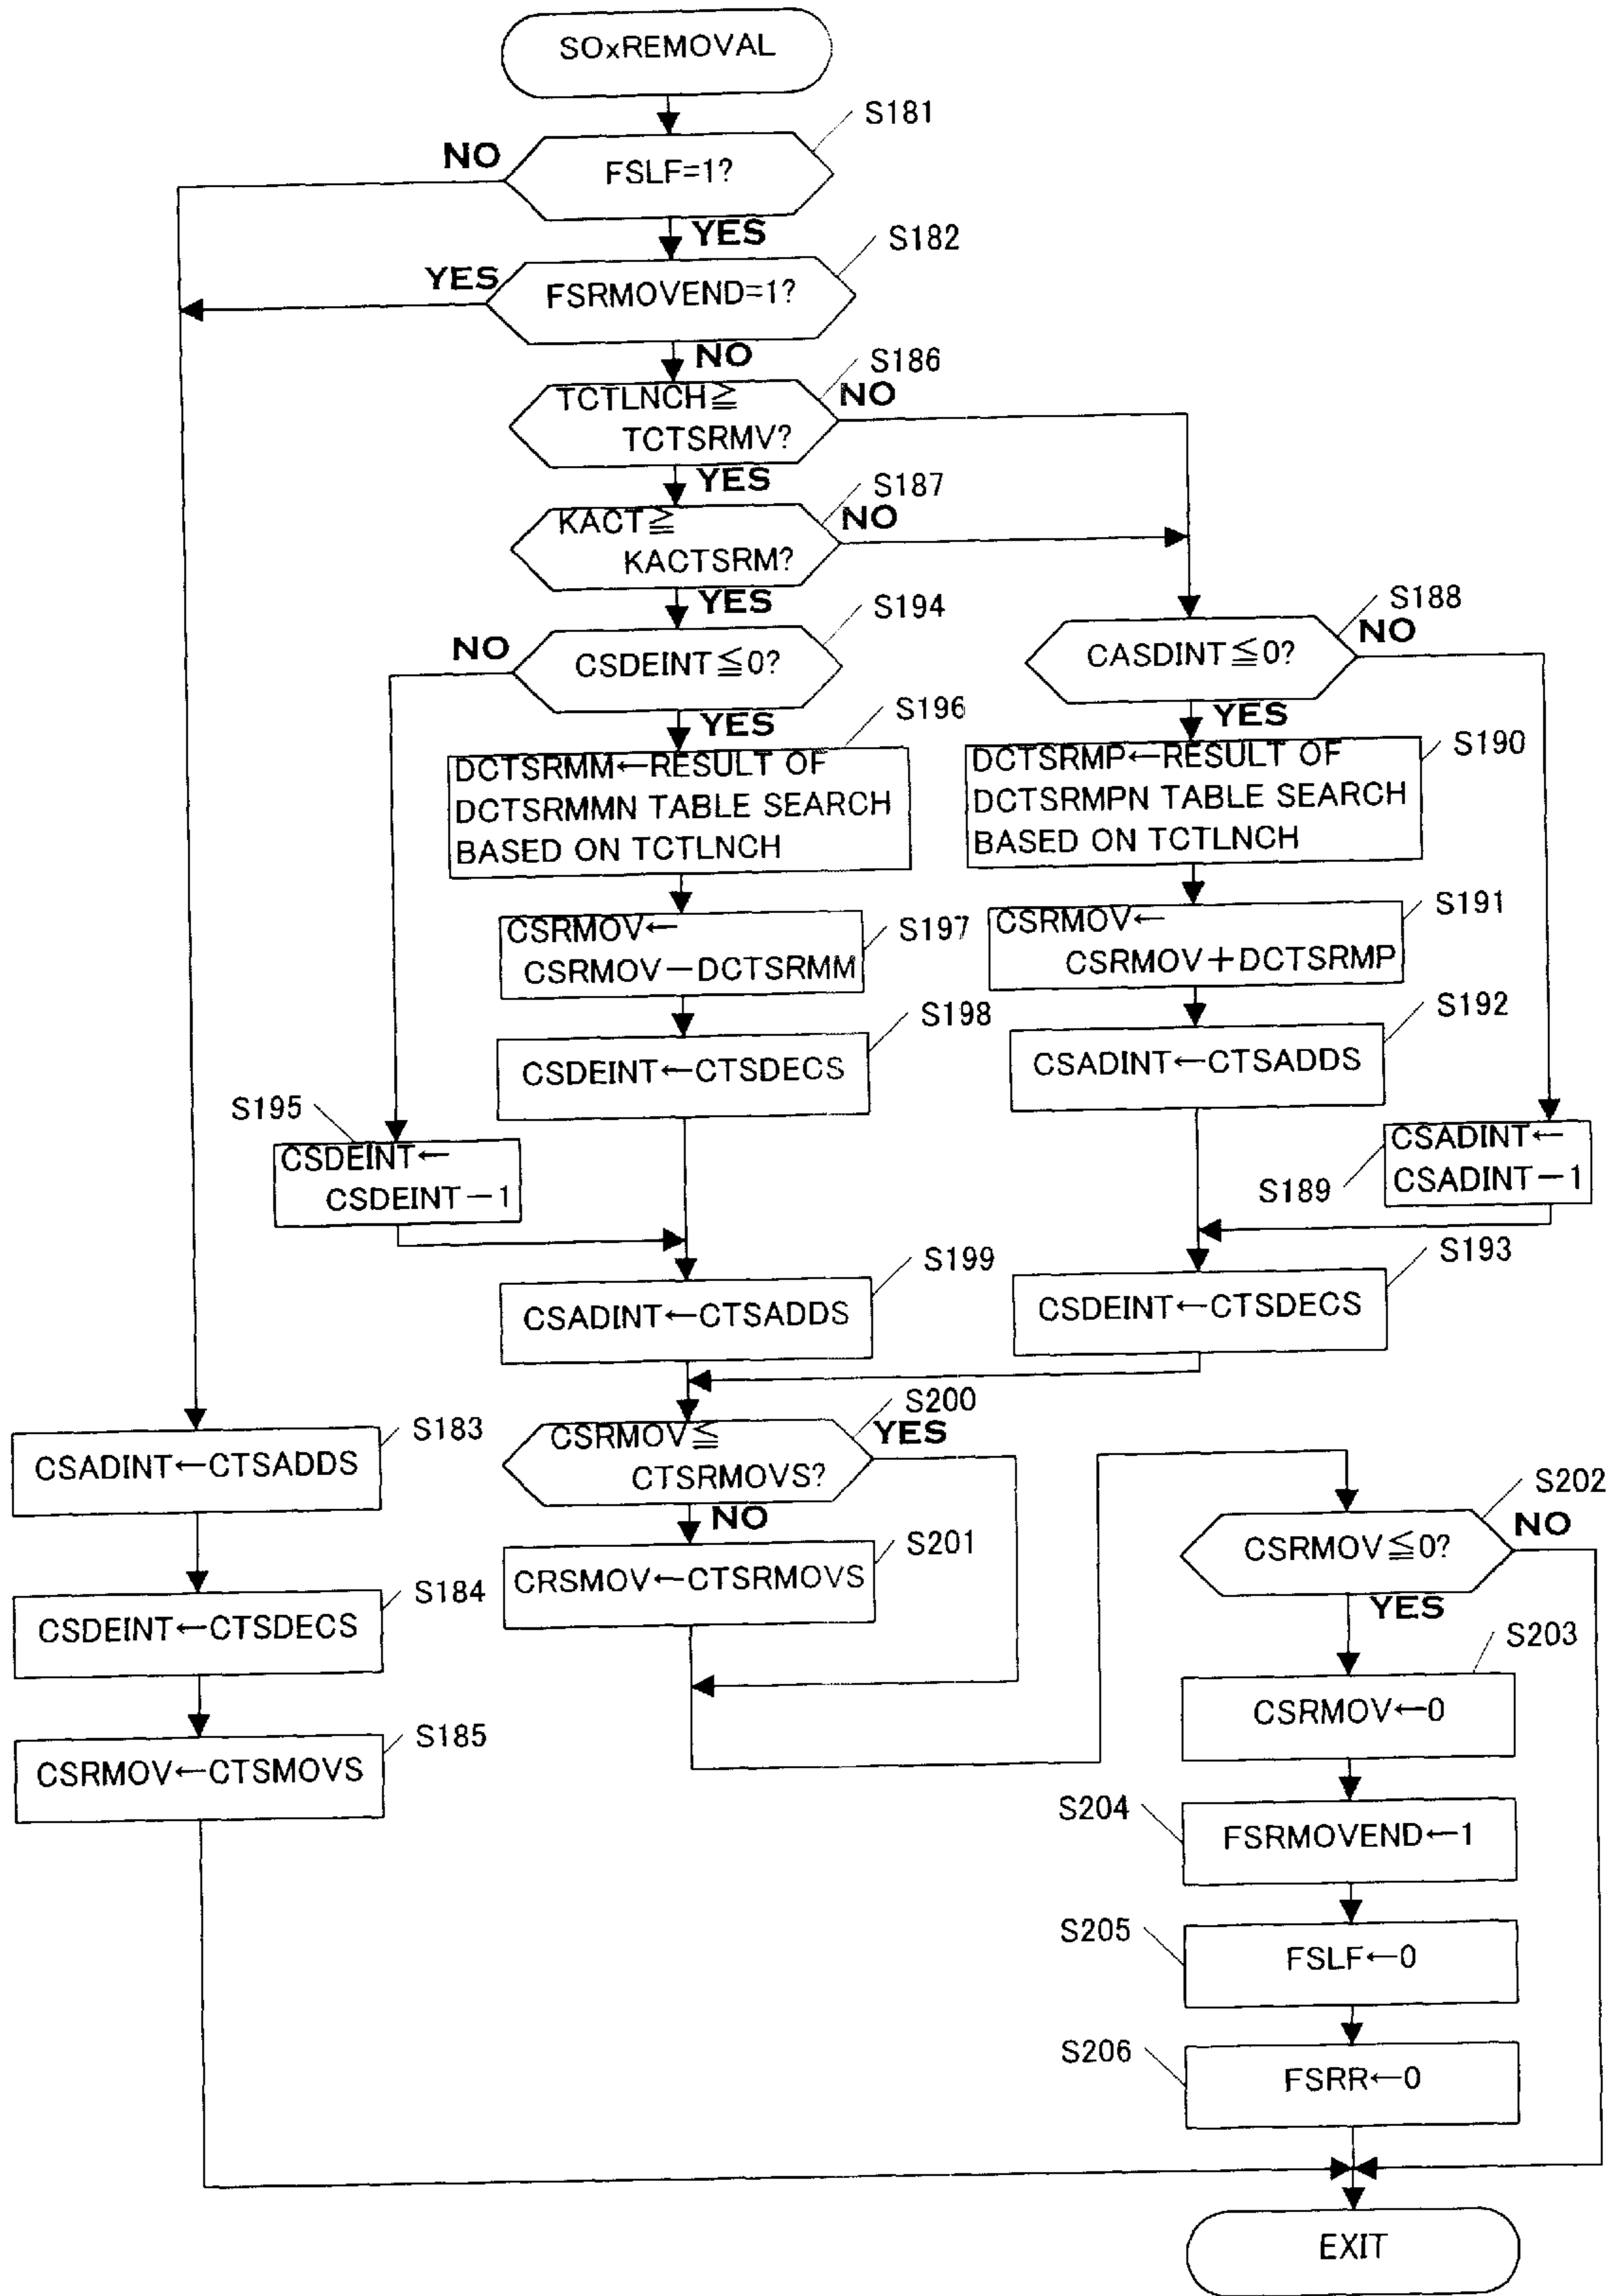 SOxREMOVAL
S181
NO
FSLF=1?
YES
S182
YES
FSRMOVEND=1?
NO
S186
TCTLNCH≧
TCTSRMV?
NO
YES
S187
KACT≧
KACTSRM?
NO
YES
S194
NO
CSDEINT≦0?
YES
S188
CASDINT≦0?
NO
YES
S196
DCTSRMM←RESULT OF
DCTSRMMN TABLE SEARCH
BASED ON TCTLNCH
S190
DCTSRMP←RESULT OF
DCTSRMPN TABLE SEARCH
BASED ON TCTLNCH
CSRMOV←
CSRMOV−DCTSRMM
S197
CSRMOV←
CSRMOV+DCTSRMP
S191
S198
CSDEINT←CTSDECS
S192
CSADINT←CTSADDS
S195
CSDEINT←
CSDEINT−1
S189
CSADINT←
CSADINT−1
S199
CSADINT←CTSADDS
S193
CSDEINT←CTSDECS
S183
CSADINT←CTSADDS
S200
CSRMOV≦
CTSRMOVS?
YES
NO
S202
CSRMOV≦0?
NO
YES
S201
CRSMOV←CTSRMOVS
S184
CSDEINT←CTSDECS
S203
CSRMOV←0
S185
CSRMOV←CTSMOVS
S204
FSRMOVEND←1
S205
FSLF←0
S206
FSRR←0
EXIT